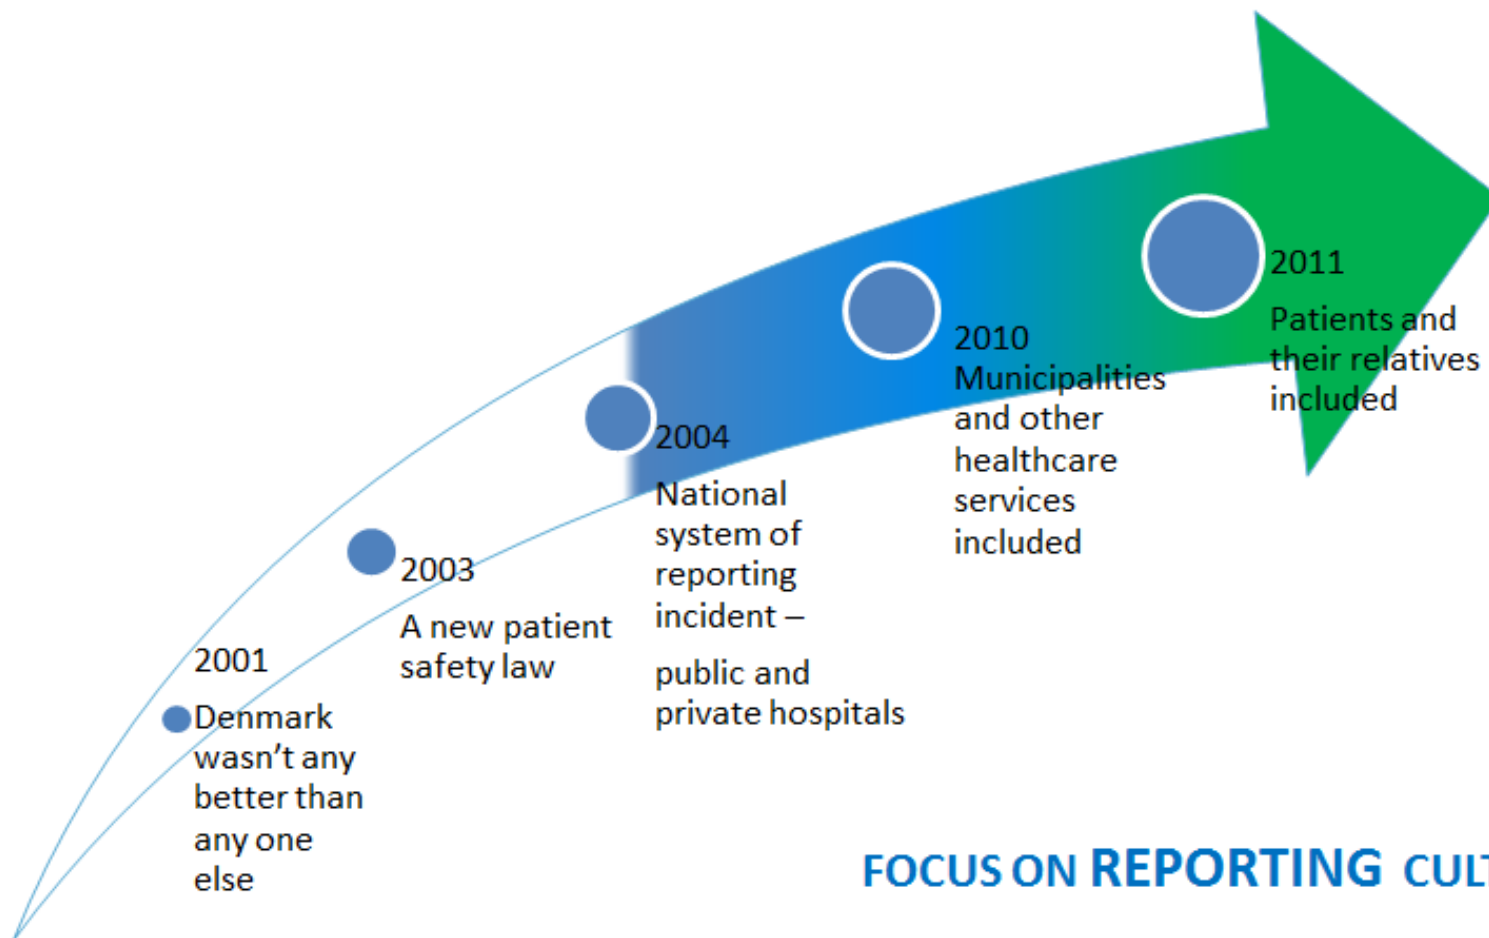 2001
Denmark
wasn't any
better than
any one
else
2003
A new patient
safety law
2004
National
system of
reporting
incident –
public and
private hospitals
2010
Municipalities
and other
healthcare
services
included
2011
Patients and
their relatives
included
FOCUS ON REPORTING CULT